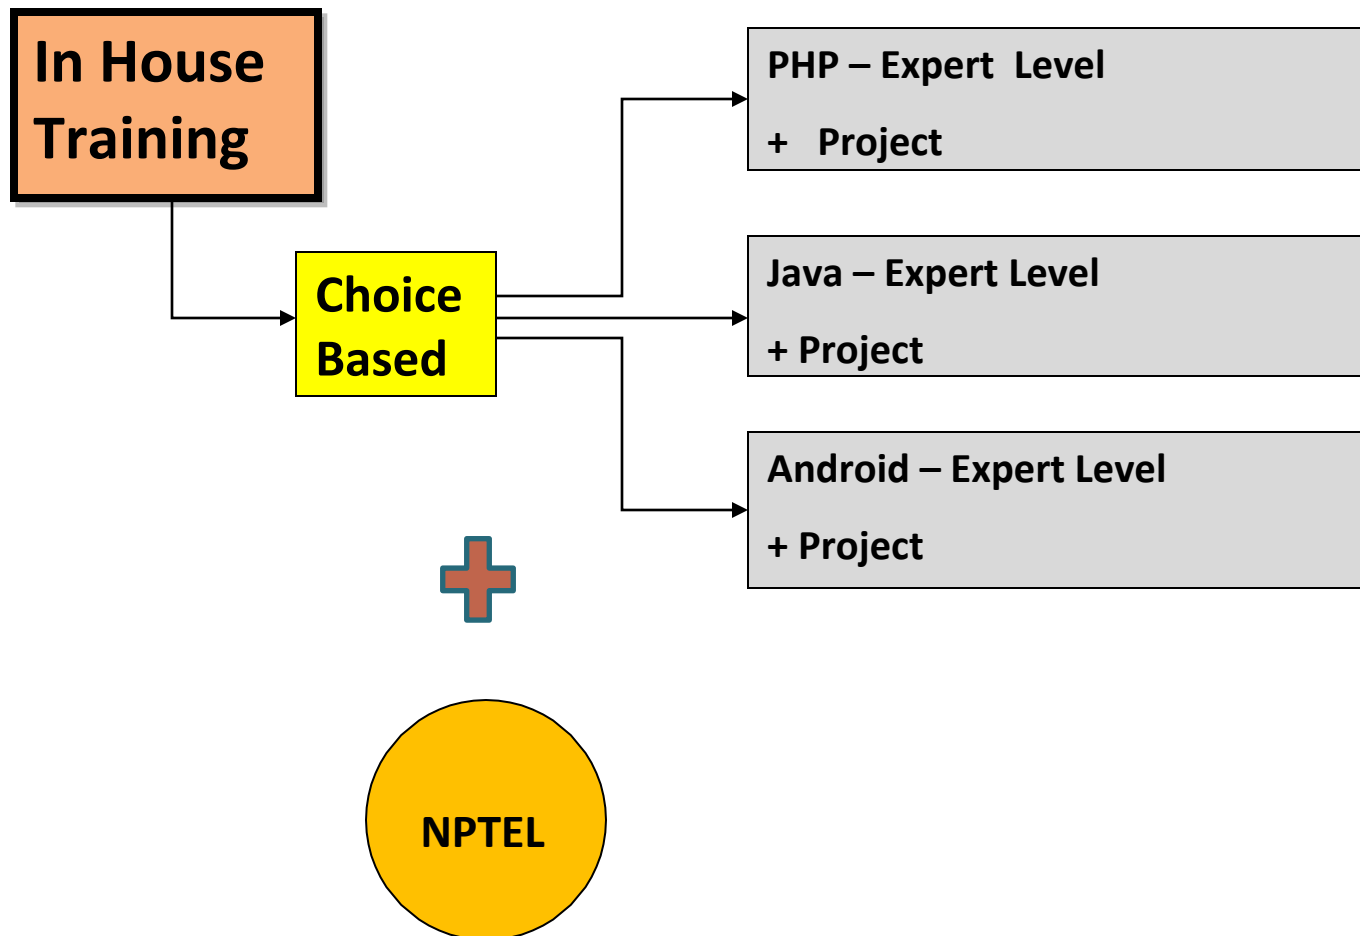 In House
Training
Choice
Based
PHP – Expert  Level
+   Project
Java – Expert Level
+ Project
Android – Expert Level
+ Project
NPTEL